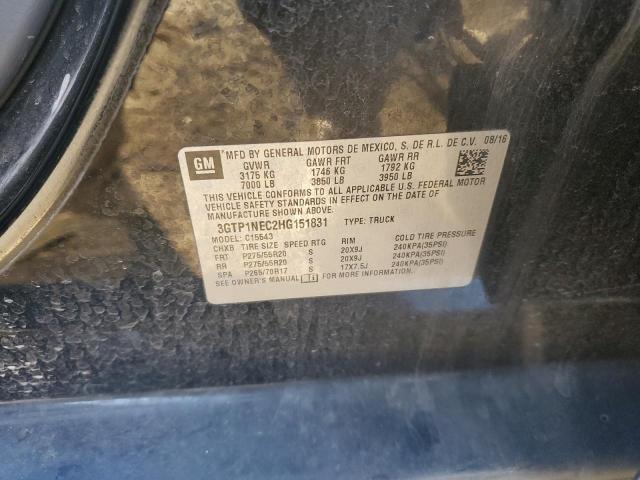 GM MFD BY GENERAL MOTORS DE MEXICO, S. DE R.L. DE C.V. 08/16
GVWR GAWR FRT GAWR RR
3175 KG 1746 KG 1792 KG
7000 LB 3850 LB 3950 LB
THIS VEHICLE CONFORMS TO ALL APPLICABLE U.S. FEDERAL MOTOR
VEHICLE SAFETY STANDARDS IN EFFECT ON THE DATE OF
MANUFACTURE SHOWN ABOVE.
3GTP1NEC2HG151831 TYPE: TRUCK
MODEL: C15543
CHXB TIRE SIZE SPEED RTG RIM COLD TIRE PRESSURE
FRT P275/55R20 S 20X9J 240KPA(35PSI)
RR P275/55R20 S 20X9J 240KPA(35PSI)
SPA P265/70R17 S 17X7.5J 240KPA(35PSI)
SEE OWNER'S MANUAL FOR ADDITIONAL INFORMATION.